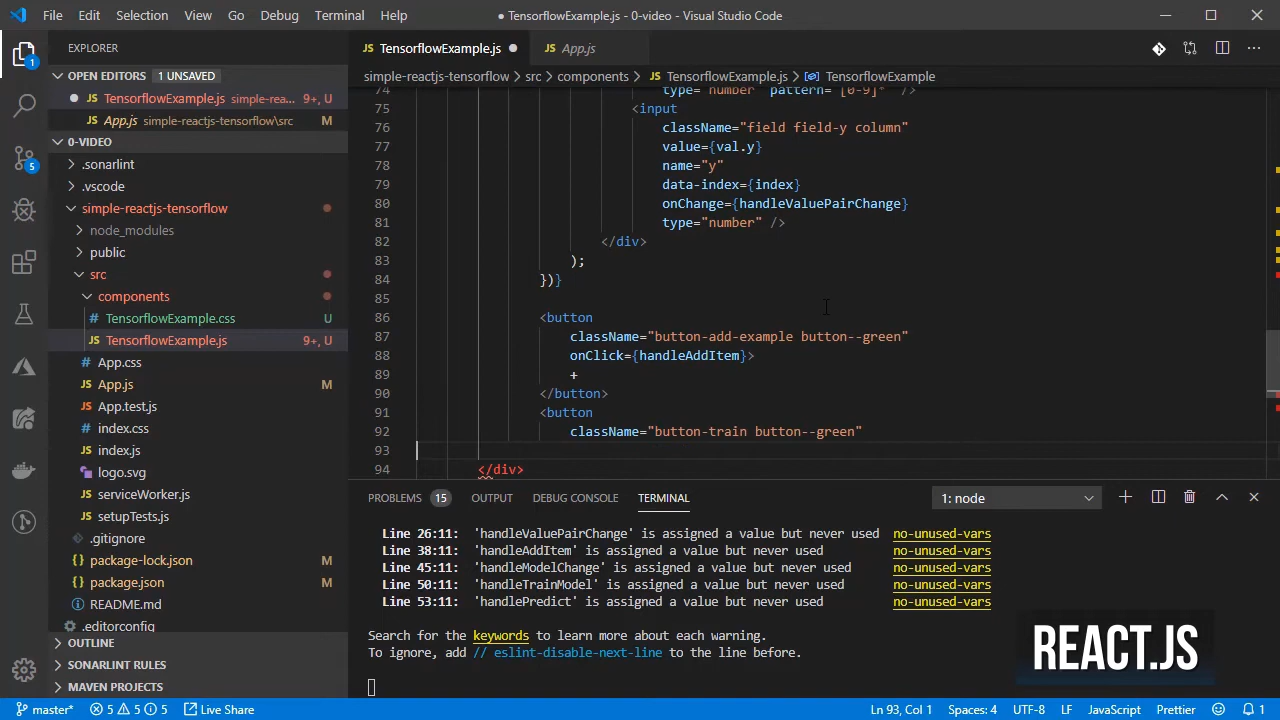 File Edit Selection View Go Debug Terminal Help
● TensorflowExample.js - 0-video - Visual Studio Code
EXPLORER
OPEN EDITORS 1 UNSAVED
TensorflowExample.js simple-rea... 9+, U
App.js simple-reactjs-tensorflow\src M
0-VIDEO
.sonarlint
.vscode
simple-reactjs-tensorflow
node_modules
public
src
components
TensorflowExample.css U
TensorflowExample.js 9+, U
App.css
App.js M
App.test.js
index.css
index.js
logo.svg
serviceWorker.js
setupTests.js
.gitignore
package-lock.json
package.json
README.md
.editorconfig
OUTLINE
SONARLINT RULES
MAVEN PROJECTS
1
5
TensorflowExample.js App.js
simple-reactjs-tensorflow > src > components > JS TensorflowExample.js > TensorflowExample
74 type="number" pattern="[0-9]*" />
75 <input
76 className="field field-y column"
77 value={val.y}
78 name="y"
79 data-index={index}
80 onChange={handleValuePairChange}
81 type="number" />
82 </div>
83 );
84 })}
85
86 <button
87 className="button-add-example button--green"
88 onClick={handleAddItem}>
89 +
90 </button>
91 <button
92 className="button-train button--green"
93
94 </div>
PROBLEMS 15 OUTPUT DEBUG CONSOLE TERMINAL 1: node
Line 26:11: 'handleValuePairChange' is assigned a value but never used no-unused-vars
Line 38:11: 'handleAddItem' is assigned a value but never used no-unused-vars
Line 45:11: 'handleModelChange' is assigned a value but never used no-unused-vars
Line 50:11: 'handleTrainModel' is assigned a value but never used no-unused-vars
Line 53:11: 'handlePredict' is assigned a value but never used no-unused-vars
Search for the keywords to learn more about each warning.
To ignore, add // eslint-disable-next-line to the line before.
REACT.JS
master* 5 5 5 Live Share Ln 93, Col 1 Spaces: 4 UTF-8 LF JavaScript Prettier 1